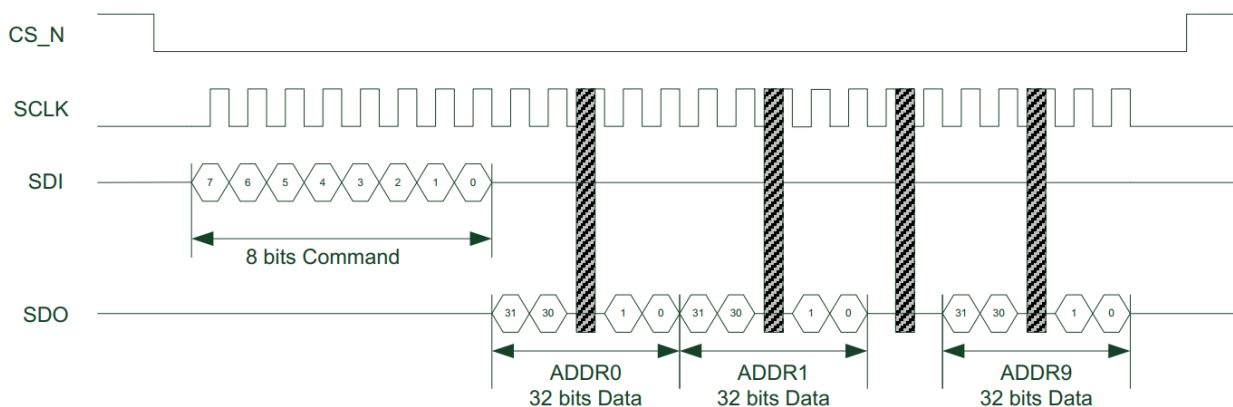 CS_N
SCLK
SDI
7 6 5 4 3 2 1 0
8 bits Command
SDO
31 30 1 0 31 30 1 0 31 30 1 0
ADDR0 ADDR1 ADDR9
32 bits Data 32 bits Data 32 bits Data